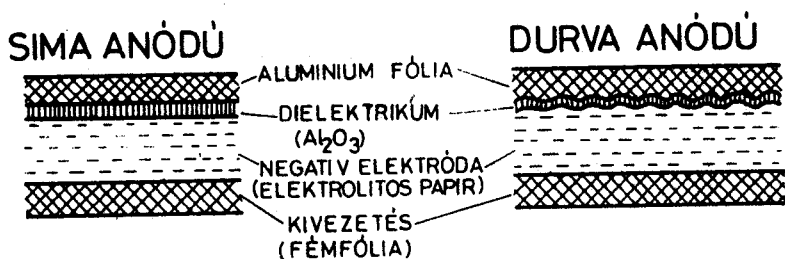 SIMA ANÓDÚ
DURVA ANÓDÚ
ALUMINIUM FÓLIA
DIELEKTRIKUM
(Al₂O₃)
NEGATIV ELEKTRÓDA
(ELEKTROLITOS PAPIR)
KIVEZETÉS
(FÉMFÓLIA)